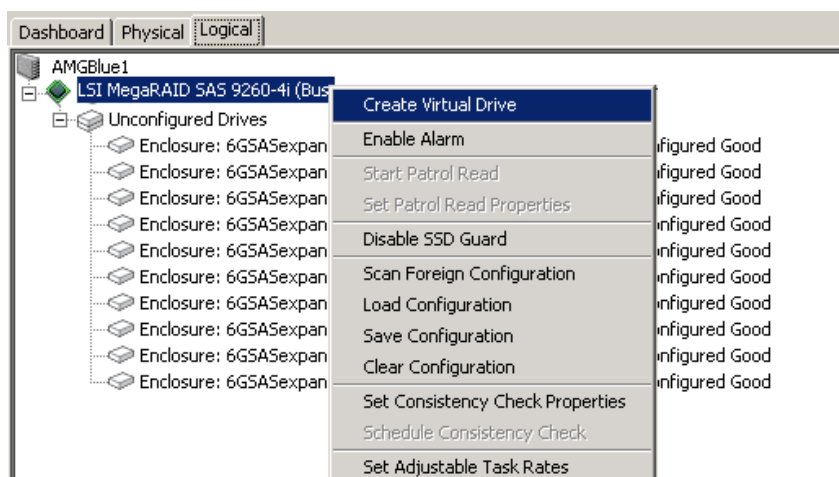 Dashboard Physical Logical
AMGBlue1
LSI MegaRAID SAS 9260-4i (Bus
Unconfigured Drives
Enclosure: 6GSASexpan
Enclosure: 6GSASexpan
Enclosure: 6GSASexpan
Enclosure: 6GSASexpan
Enclosure: 6GSASexpan
Enclosure: 6GSASexpan
Enclosure: 6GSASexpan
Enclosure: 6GSASexpan
Enclosure: 6GSASexpan
Enclosure: 6GSASexpan
Create Virtual Drive
Enable Alarm
Start Patrol Read
Set Patrol Read Properties
Disable SSD Guard
Scan Foreign Configuration
Load Configuration
Save Configuration
Clear Configuration
Set Consistency Check Properties
Schedule Consistency Check
Set Adjustable Task Rates
figured Good
figured Good
figured Good
nfigured Good
nfigured Good
nfigured Good
nfigured Good
nfigured Good
nfigured Good
nfigured Good